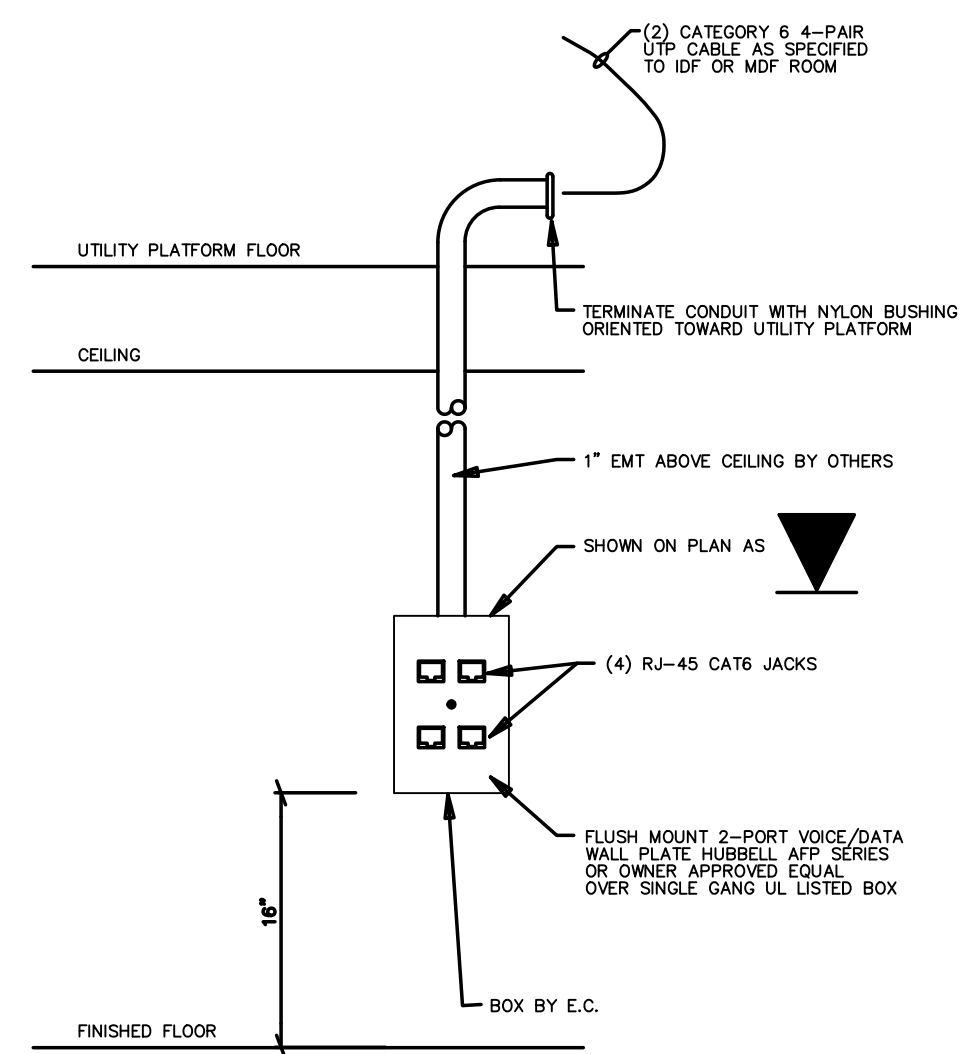 (2) CATEGORY 6 4-PAIR
UTP CABLE AS SPECIFIED
TO IDF OR MDF ROOM
UTILITY PLATFORM FLOOR
TERMINATE CONDUIT WITH NYLON BUSHING
ORIENTED TOWARD UTILITY PLATFORM
CEILING
1" EMT ABOVE CEILING BY OTHERS
SHOWN ON PLAN AS
(4) RJ-45 CAT6 JACKS
FLUSH MOUNT 2-PORT VOICE/DATA
WALL PLATE HUBBELL AFP SERIES
OR OWNER APPROVED EQUAL
OVER SINGLE GANG UL LISTED BOX
16"
BOX BY E.C.
FINISHED FLOOR